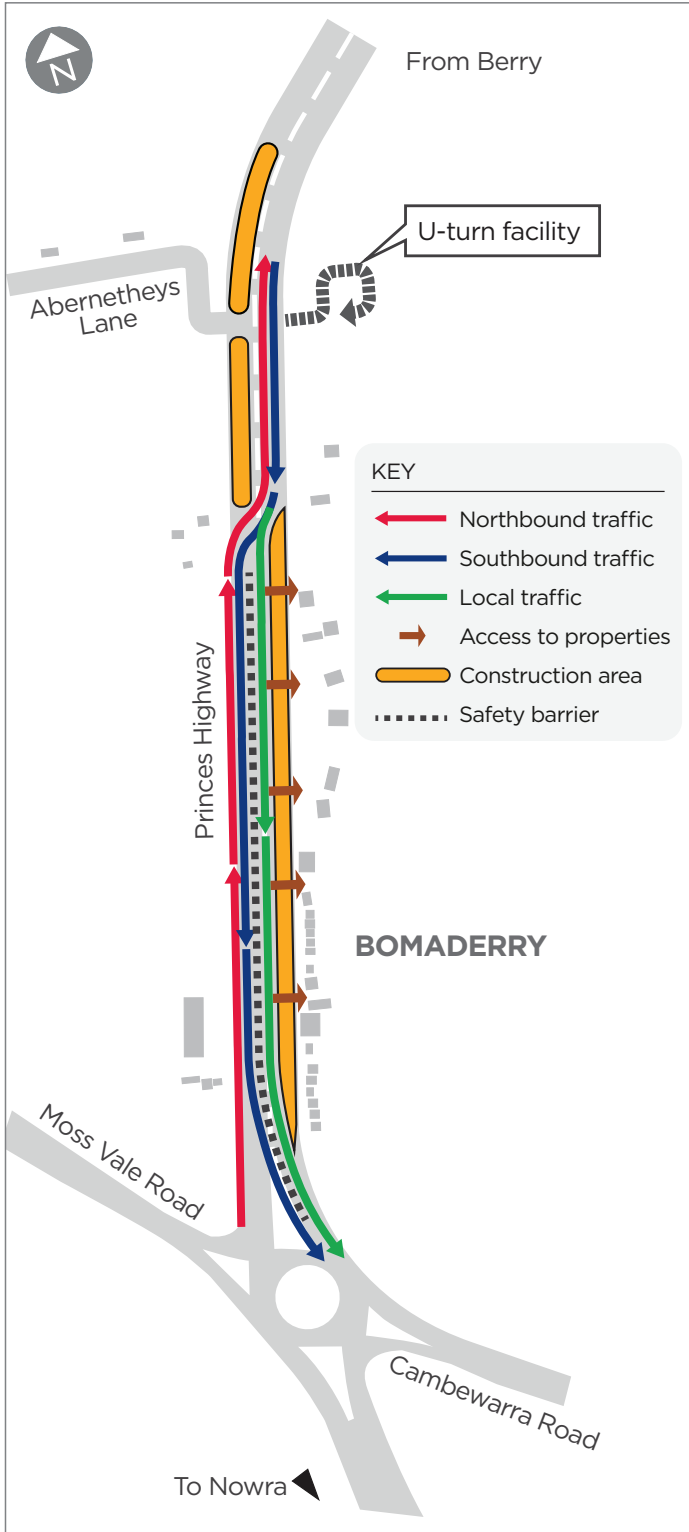 N
From Berry
U-turn facility
Abernetheys
Lane
KEY
Northbound traffic
Southbound traffic
Local traffic
Access to properties
Construction area
Safety barrier
Princes Highway
BOMADERRY
Moss Vale Road
Cambewarra Road
To Nowra